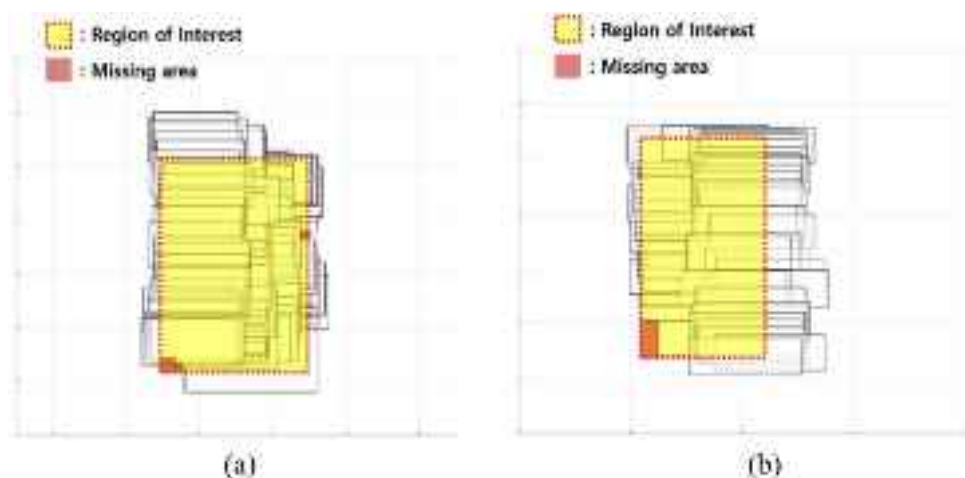 : Region of Interest
: Missing area
: Region of Interest
: Missing area
(a)
(b)